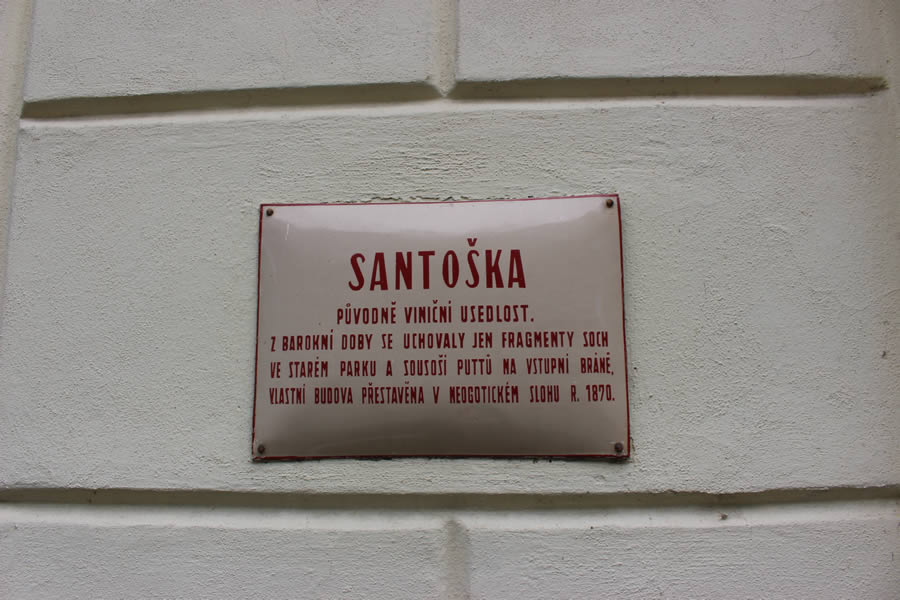 SANTOŠKA
PŮVODNĚ VINIČNÍ USEDLOST.
Z BAROKNÍ DOBY SE UCHOVALY JEN FRAGMENTY SOCH
VE STARÉM PARKU A SOUSOŠÍ PUTTŮ NA VSTUPNÍ BRÁNĚ,
VLASTNÍ BUDOVA PŘESTAVĚNA V NEOGOTICKÉM SLOHU R. 1870.